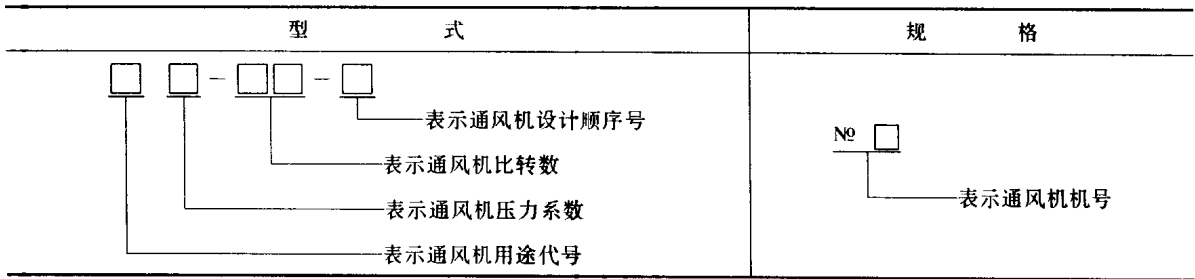 型式 规格
□ □-□□-□
表示通风机设计顺序号
№ □
表示通风机比转数
表示通风机机号
表示通风机压力系数
表示通风机用途代号